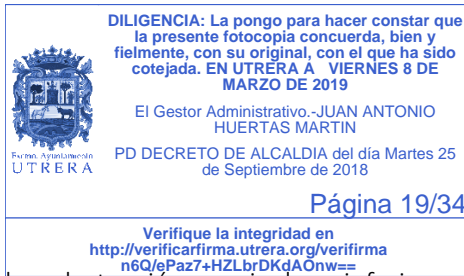 DILIGENCIA: La pongo para hacer constar que
la presente fotocopia concuerda, bien y
fielmente, con su original, con el que ha sido
cotejada. EN UTRERA A VIERNES 8 DE
MARZO DE 2019
El Gestor Administrativo.-JUAN ANTONIO
HUERTAS MARTIN
Excmo. Ayuntamiento
UTRERA
PD DECRETO DE ALCALDIA del día Martes 25
de Septiembre de 2018
Página 19/34
Verifique la integridad en
http://verificarfirma.utrera.org/verifirma
n6Q/ePaz7+HZLbrDKdAOnw==